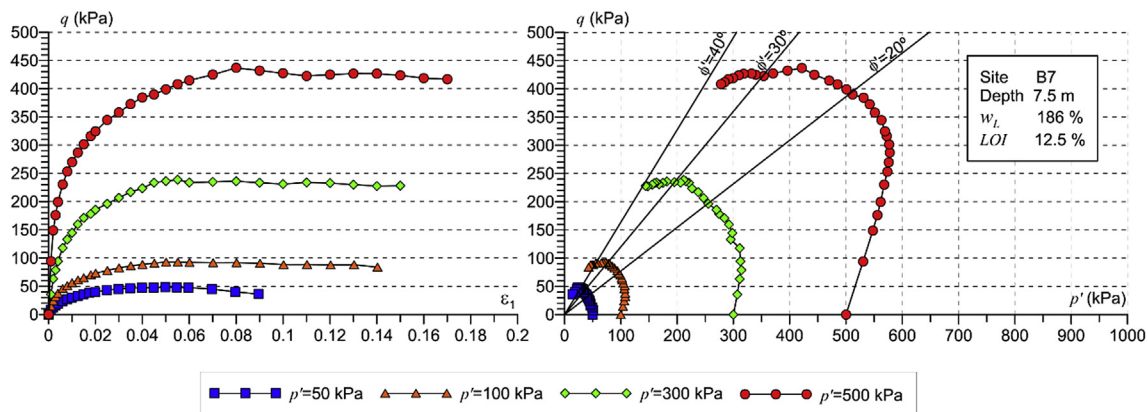 q (kPa)
500
450
400
350
300
250
200
150
100
50
0
0 0.02 0.04 0.06 0.08 0.1 0.12 0.14 0.16 0.18 0.2
ε₁
q (kPa)
500
450
400
350
300
250
200
150
100
50
0
0 100 200 300 400 500 600 700 800 900 1000
p' (kPa)
ϕ'=40°
ϕ'=30°
ϕ'=20°
Site B7
Depth 7.5 m
w_L 186 %
LOI 12.5 %
p'=50 kPa p'=100 kPa p'=300 kPa p'=500 kPa